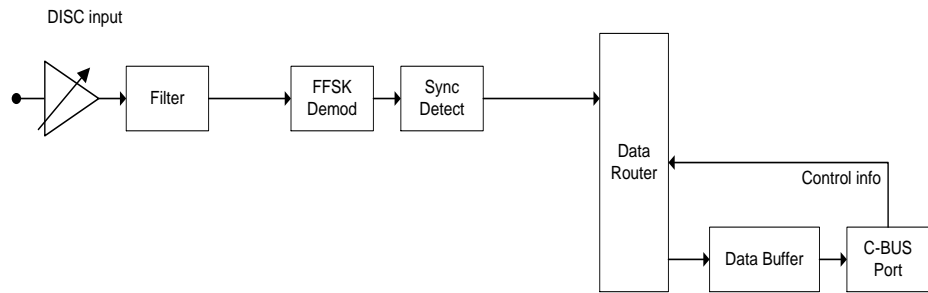 DISC input
Filter
FFSK
Demod
Sync
Detect
Data
Router
Control info
Data Buffer
C-BUS
Port